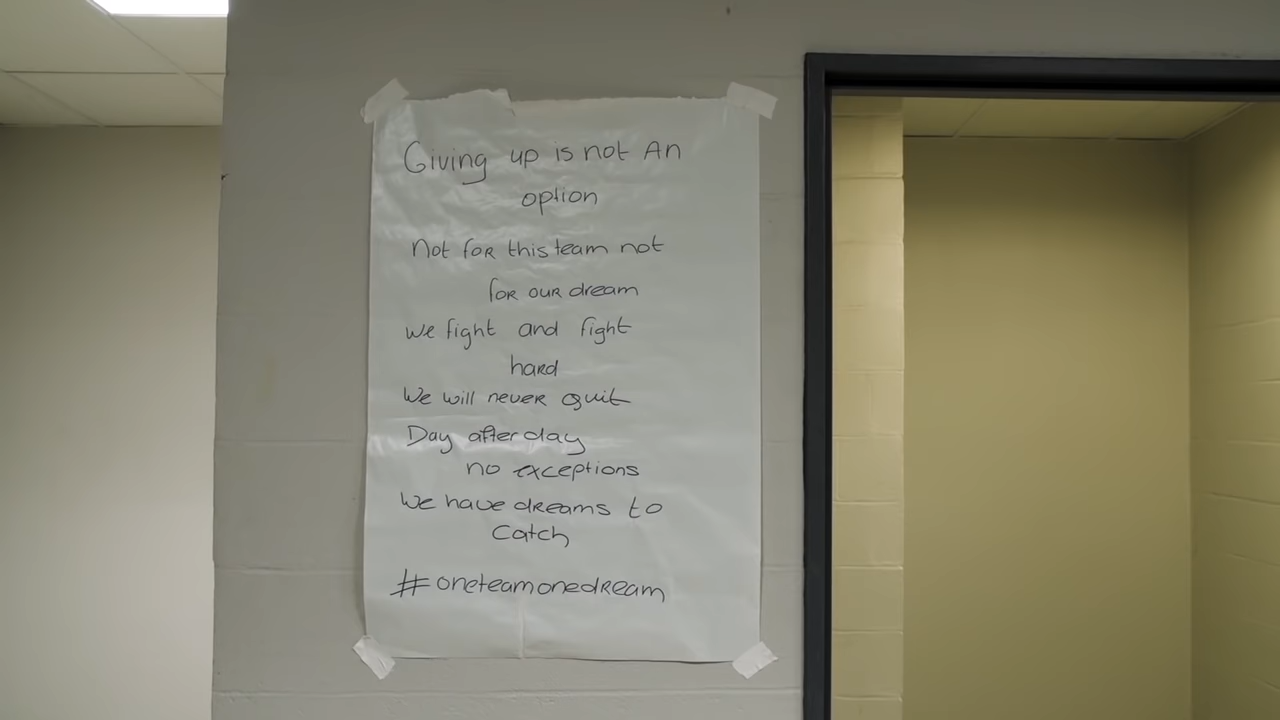 Giving up is not An
option
Not for this team not
for our dream
we fight and fight
hard
We will never quit
Day after day
no exceptions
We have dreams to
Catch
#oneteamonedream